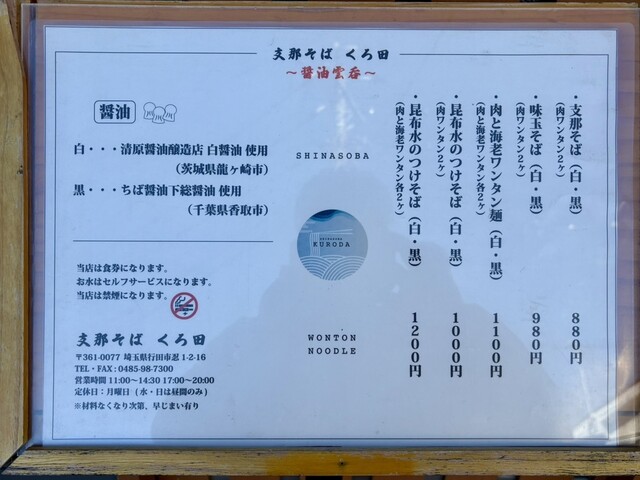 支那そば くろ田
～醤油雲呑～
・支那そば（白・黒）
（肉ワンタン2ヶ）
880円
・味玉そば（白・黒）
（肉ワンタン2ヶ）
980円
・肉と海老ワンタン麺（白・黒）
（肉と海老ワンタン各2ヶ）
1100円
・昆布水のつけそば（白・黒）
（肉ワンタン2ヶ）
1000円
・昆布水のつけそば（白・黒）
（肉と海老ワンタン各2ヶ）
1200円
SHINASOBA
KURODA
WONTON
NOODLE
醤油
白・・・清原醤油醸造店 白醤油 使用
（茨城県龍ヶ崎市）
黒・・・ちば醤油下総醤油 使用
（千葉県香取市）
当店は食券になります。
お水はセルフサービスになります。
当店は禁煙になります。
支那そば くろ田
〒361-0077 埼玉県行田市忍 1-2-16
TEL・FAX : 0485-98-7300
営業時間 11:00～14:30 17:00～20:00
定休日：月曜日 ( 水・日は昼間のみ )
※材料なくなり次第、早じまい有り